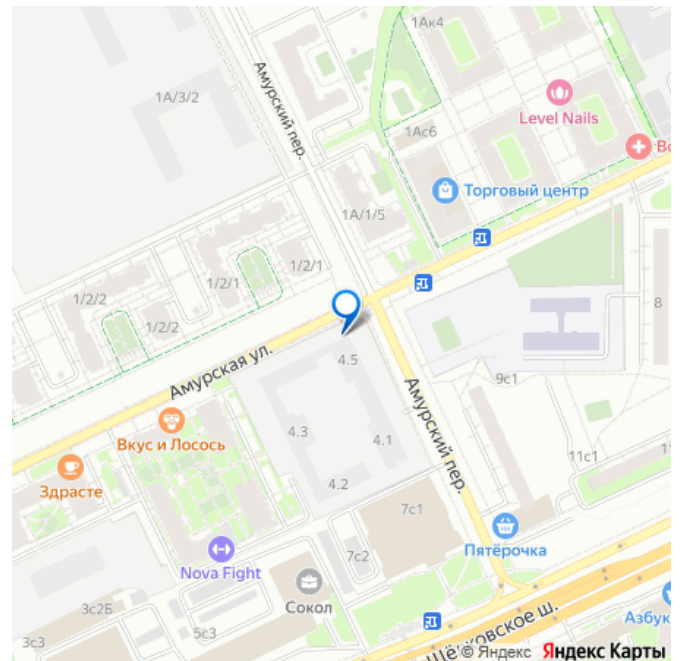 1Ак4
Амурский пер.
1А/3/2
Level Nails
1Ас6
Во
Торговый центр
1А/1/5
1/2/1
1/2/1
1/2/2
1/2/2
8
Амурская ул.
4.5
9с1
Амурский пер.
4.3
4.1
Вкус и Лосось
11с1
Здрасте
4.2
7с1
Пятёрочка
7с2
Nova Fight
Сокол
3с2Б
5с3
3с3
Азбук
Щёлковское ш.
© Яндекс Яндекс Карты